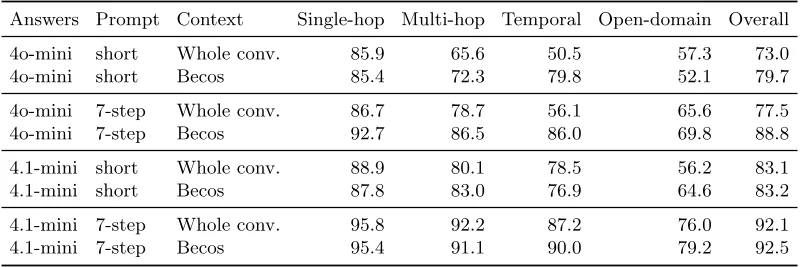 Answers Prompt Context Single-hop Multi-hop Temporal Open-domain Overall
4o-mini short Whole conv. 85.9 65.6 50.5 57.3 73.0
4o-mini short Becos 85.4 72.3 79.8 52.1 79.7
4o-mini 7-step Whole conv. 86.7 78.7 56.1 65.6 77.5
4o-mini 7-step Becos 92.7 86.5 86.0 69.8 88.8
4.1-mini short Whole conv. 88.9 80.1 78.5 56.2 83.1
4.1-mini short Becos 87.8 83.0 76.9 64.6 83.2
4.1-mini 7-step Whole conv. 95.8 92.2 87.2 76.0 92.1
4.1-mini 7-step Becos 95.4 91.1 90.0 79.2 92.5